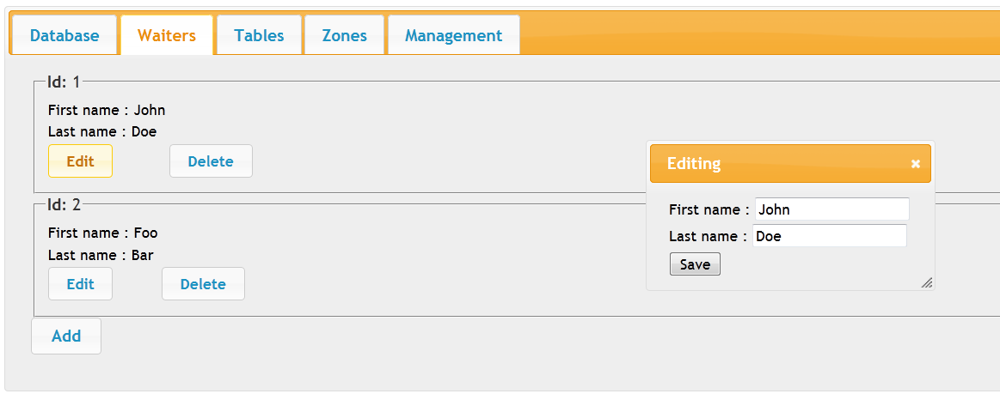 Database Waiters Tables Zones Management
Id: 1
First name : John
Last name : Doe
Edit Delete
Id: 2
First name : Foo
Last name : Bar
Edit Delete
Add
Editing
First name : John
Last name : Doe
Save